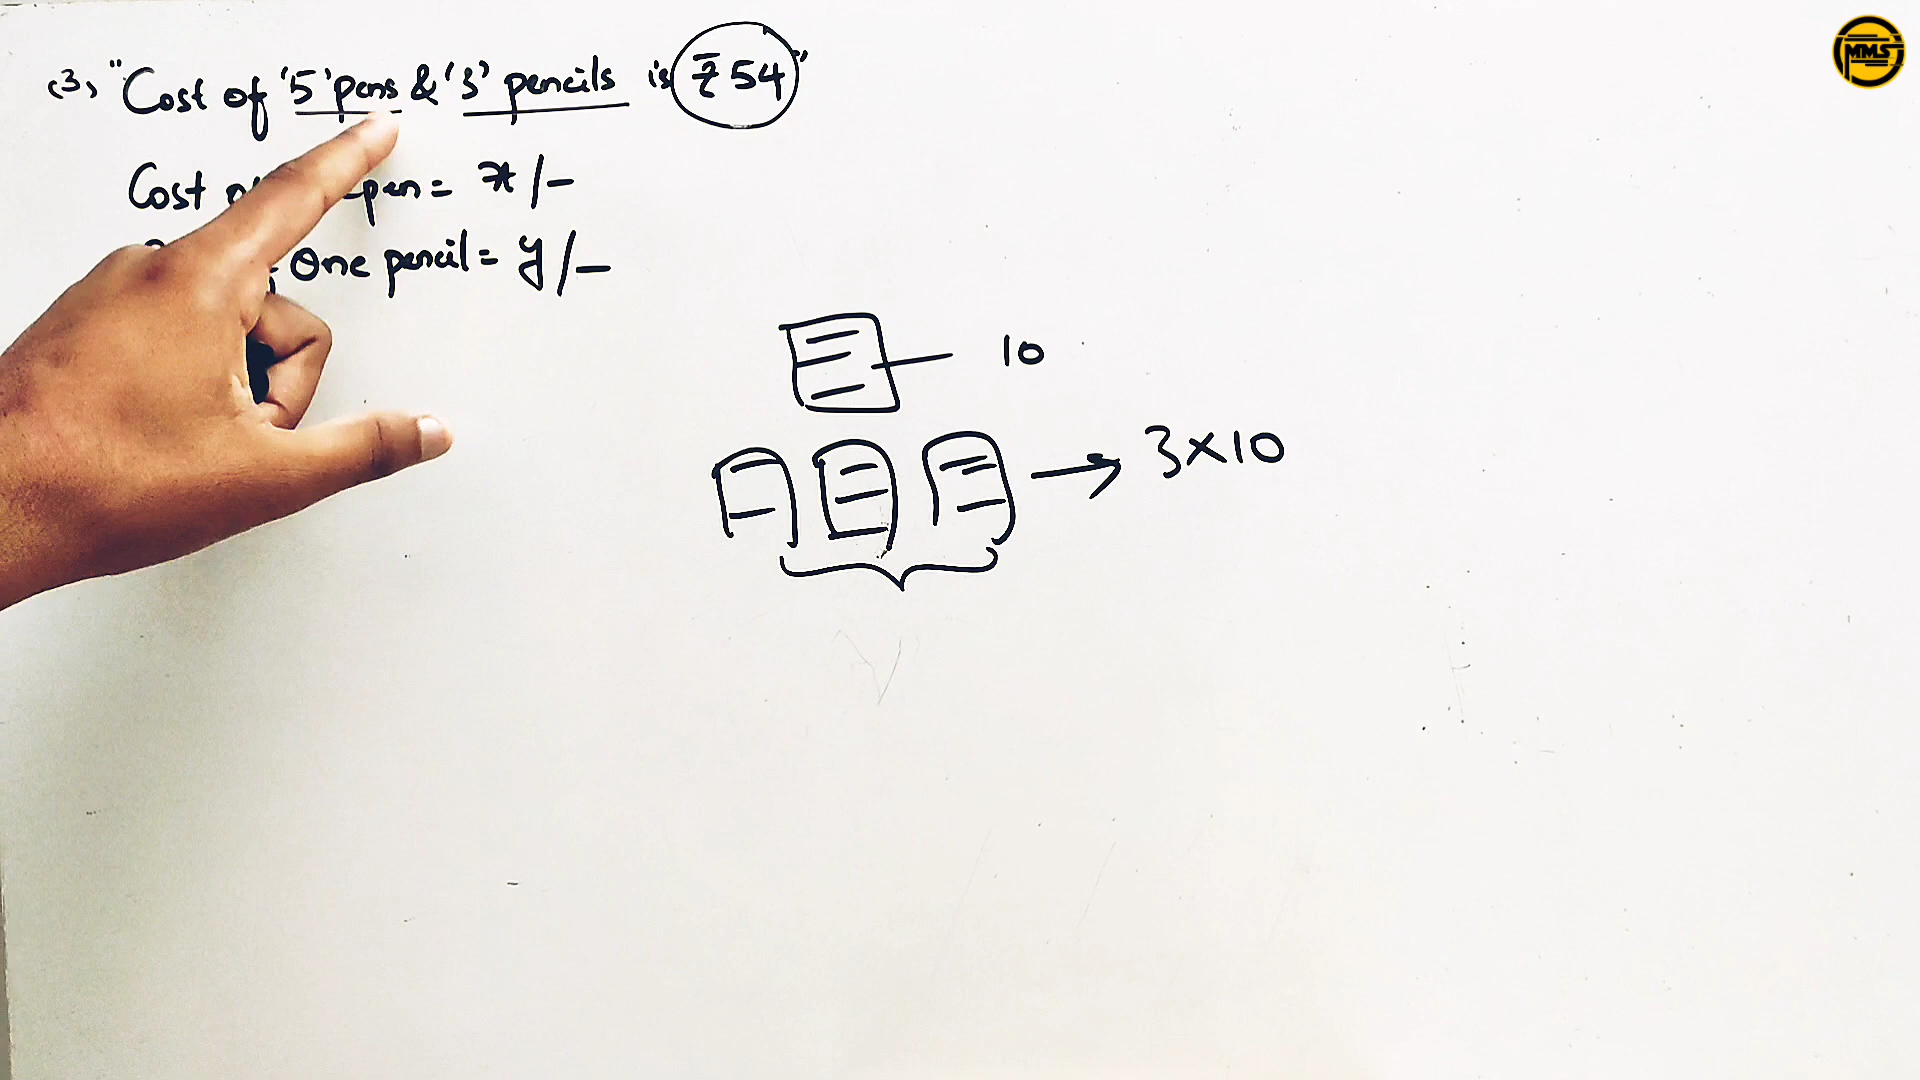 (3) "Cost of '5' pens & '3' pencils is ₹ 54"
Cost pen = x/-
One pencil = y/-
10
3×10
MMS